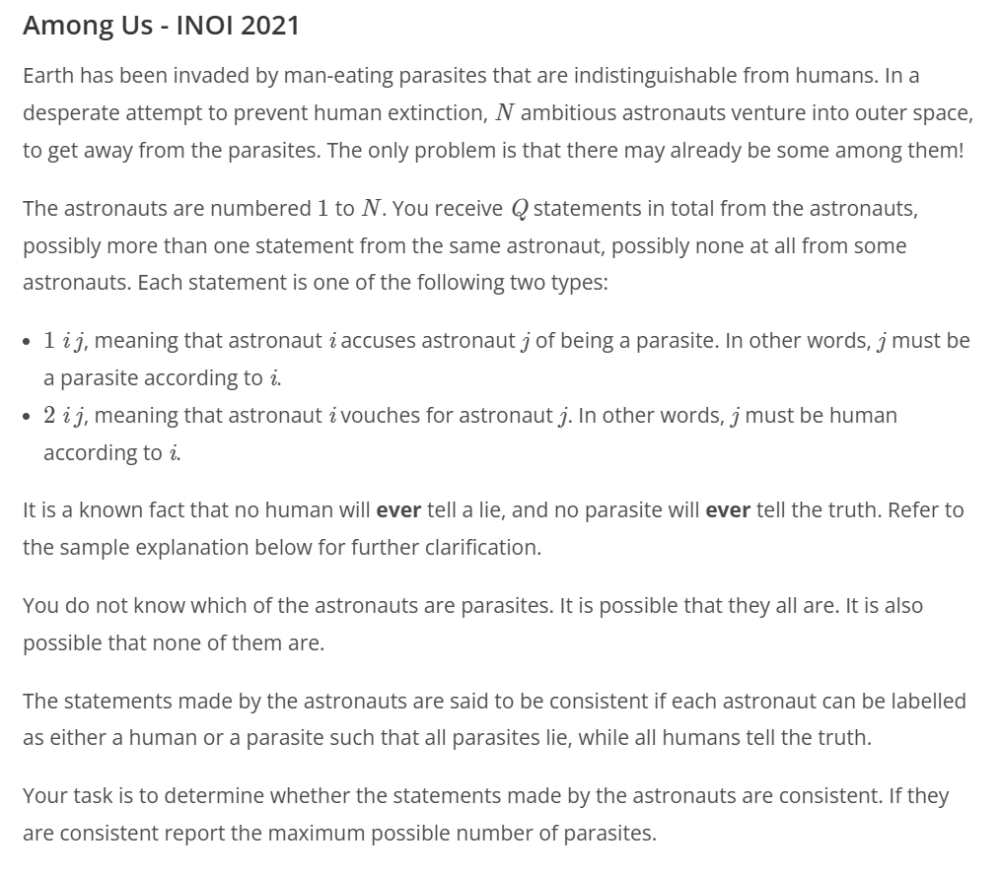 Among Us - INOI 2021
Earth has been invaded by man-eating parasites that are indistinguishable from humans. In a
desperate attempt to prevent human extinction, N ambitious astronauts venture into outer space,
to get away from the parasites. The only problem is that there may already be some among them!
The astronauts are numbered 1 to N. You receive Q statements in total from the astronauts,
possibly more than one statement from the same astronaut, possibly none at all from some
astronauts. Each statement is one of the following two types:
• 1 i j, meaning that astronaut i accuses astronaut j of being a parasite. In other words, j must be
a parasite according to i.
• 2 i j, meaning that astronaut i vouches for astronaut j. In other words, j must be human
according to i.
It is a known fact that no human will ever tell a lie, and no parasite will ever tell the truth. Refer to
the sample explanation below for further clarification.
You do not know which of the astronauts are parasites. It is possible that they all are. It is also
possible that none of them are.
The statements made by the astronauts are said to be consistent if each astronaut can be labelled
as either a human or a parasite such that all parasites lie, while all humans tell the truth.
Your task is to determine whether the statements made by the astronauts are consistent. If they
are consistent report the maximum possible number of parasites.